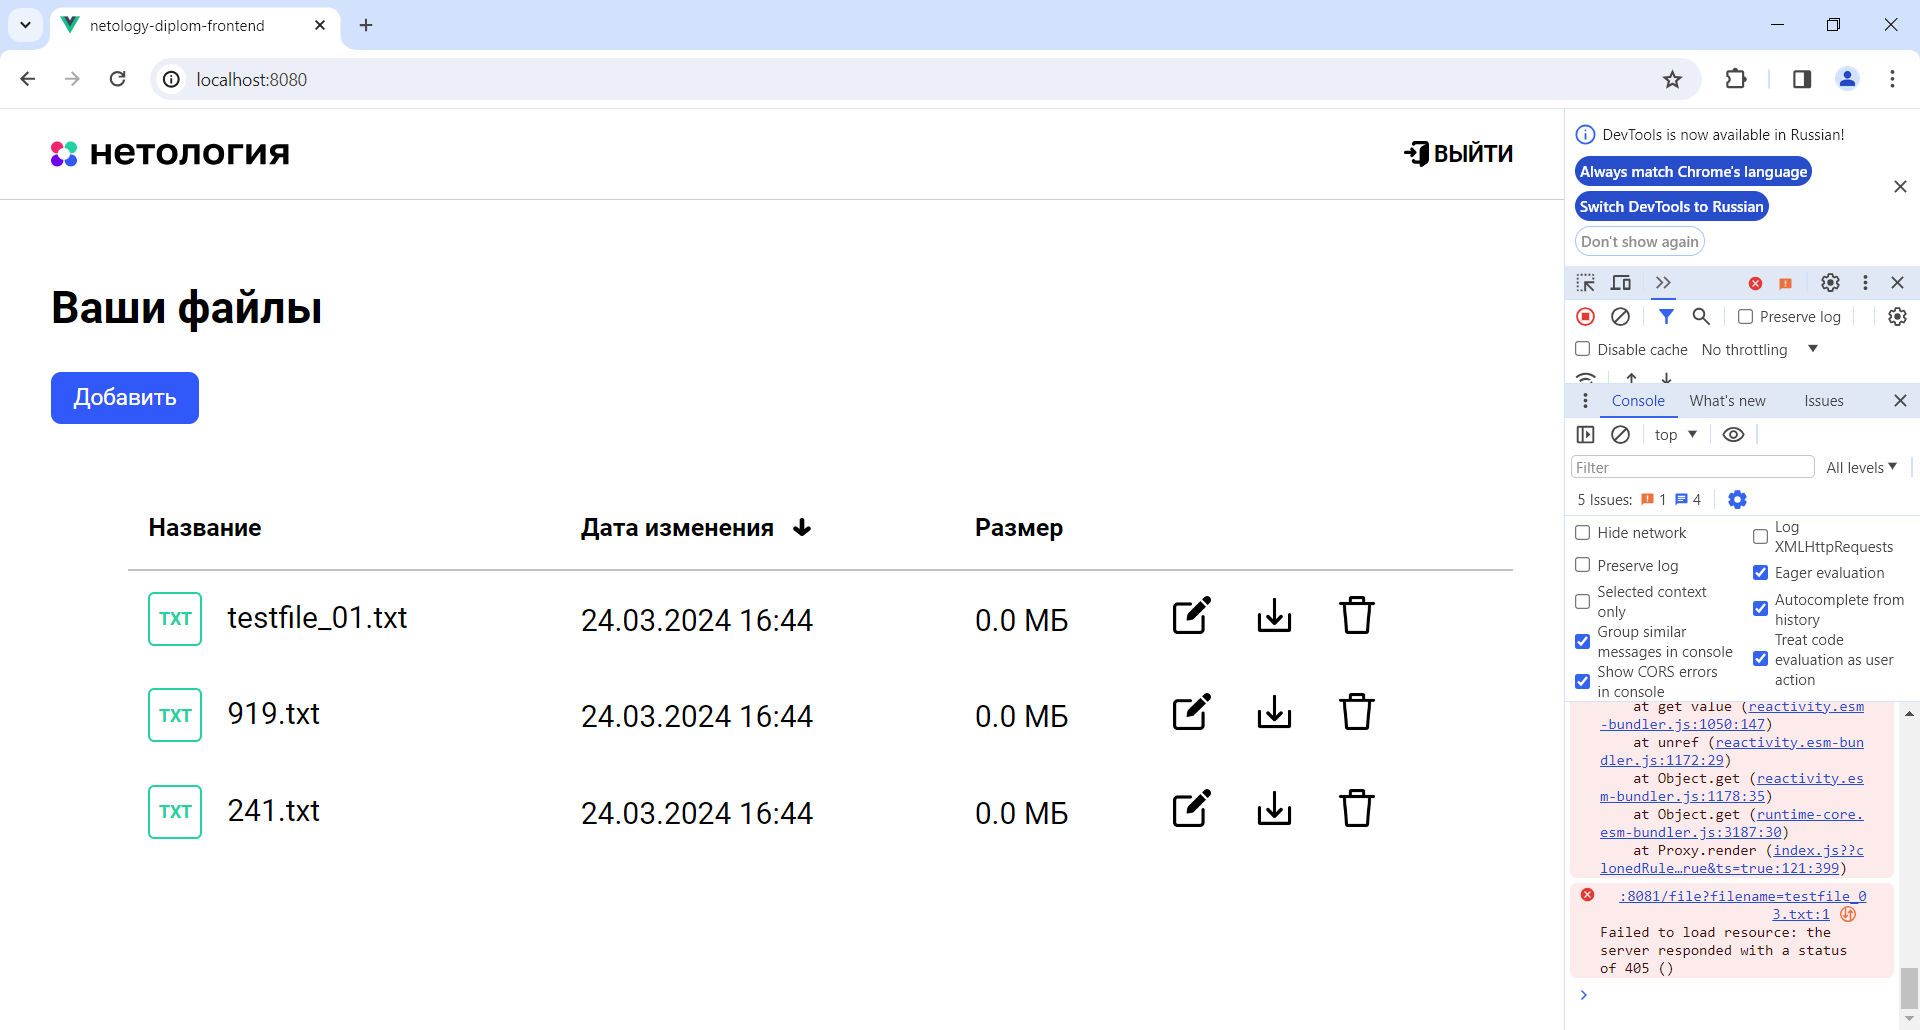 netology-diplom-frontend
localhost:8080
нетология
ВЫЙТИ
Ваши файлы
Добавить
Название
Дата изменения
Размер
TXT
testfile_01.txt
24.03.2024 16:44
0.0 МБ
TXT
919.txt
24.03.2024 16:44
0.0 МБ
TXT
241.txt
24.03.2024 16:44
0.0 МБ
DevTools is now available in Russian!
Always match Chrome's language
Switch DevTools to Russian
Don't show again
Preserve log
Disable cache
No throttling
Console
What's new
Issues
top
Filter
All levels
5 Issues:
1
4
Hide network
Log
XMLHttpRequests
Preserve log
Eager evaluation
Selected context
only
Autocomplete from
history
Group similar
messages in console
Treat code
evaluation as user
action
Show CORS errors
in console
at get value (reactivity.esm
-bundler.js:1050:147)
at unref (reactivity.esm-bun
dler.js:1172:29)
at Object.get (reactivity.es
m-bundler.js:1178:35)
at Object.get (runtime-core.
esm-bundler.js:3187:30)
at Proxy.render (index.js??c
lonedRule…rue&ts=true:121:399)
:8081/file?filename=testfile_0
3.txt:1
Failed to load resource: the
server responded with a status
of 405 ()